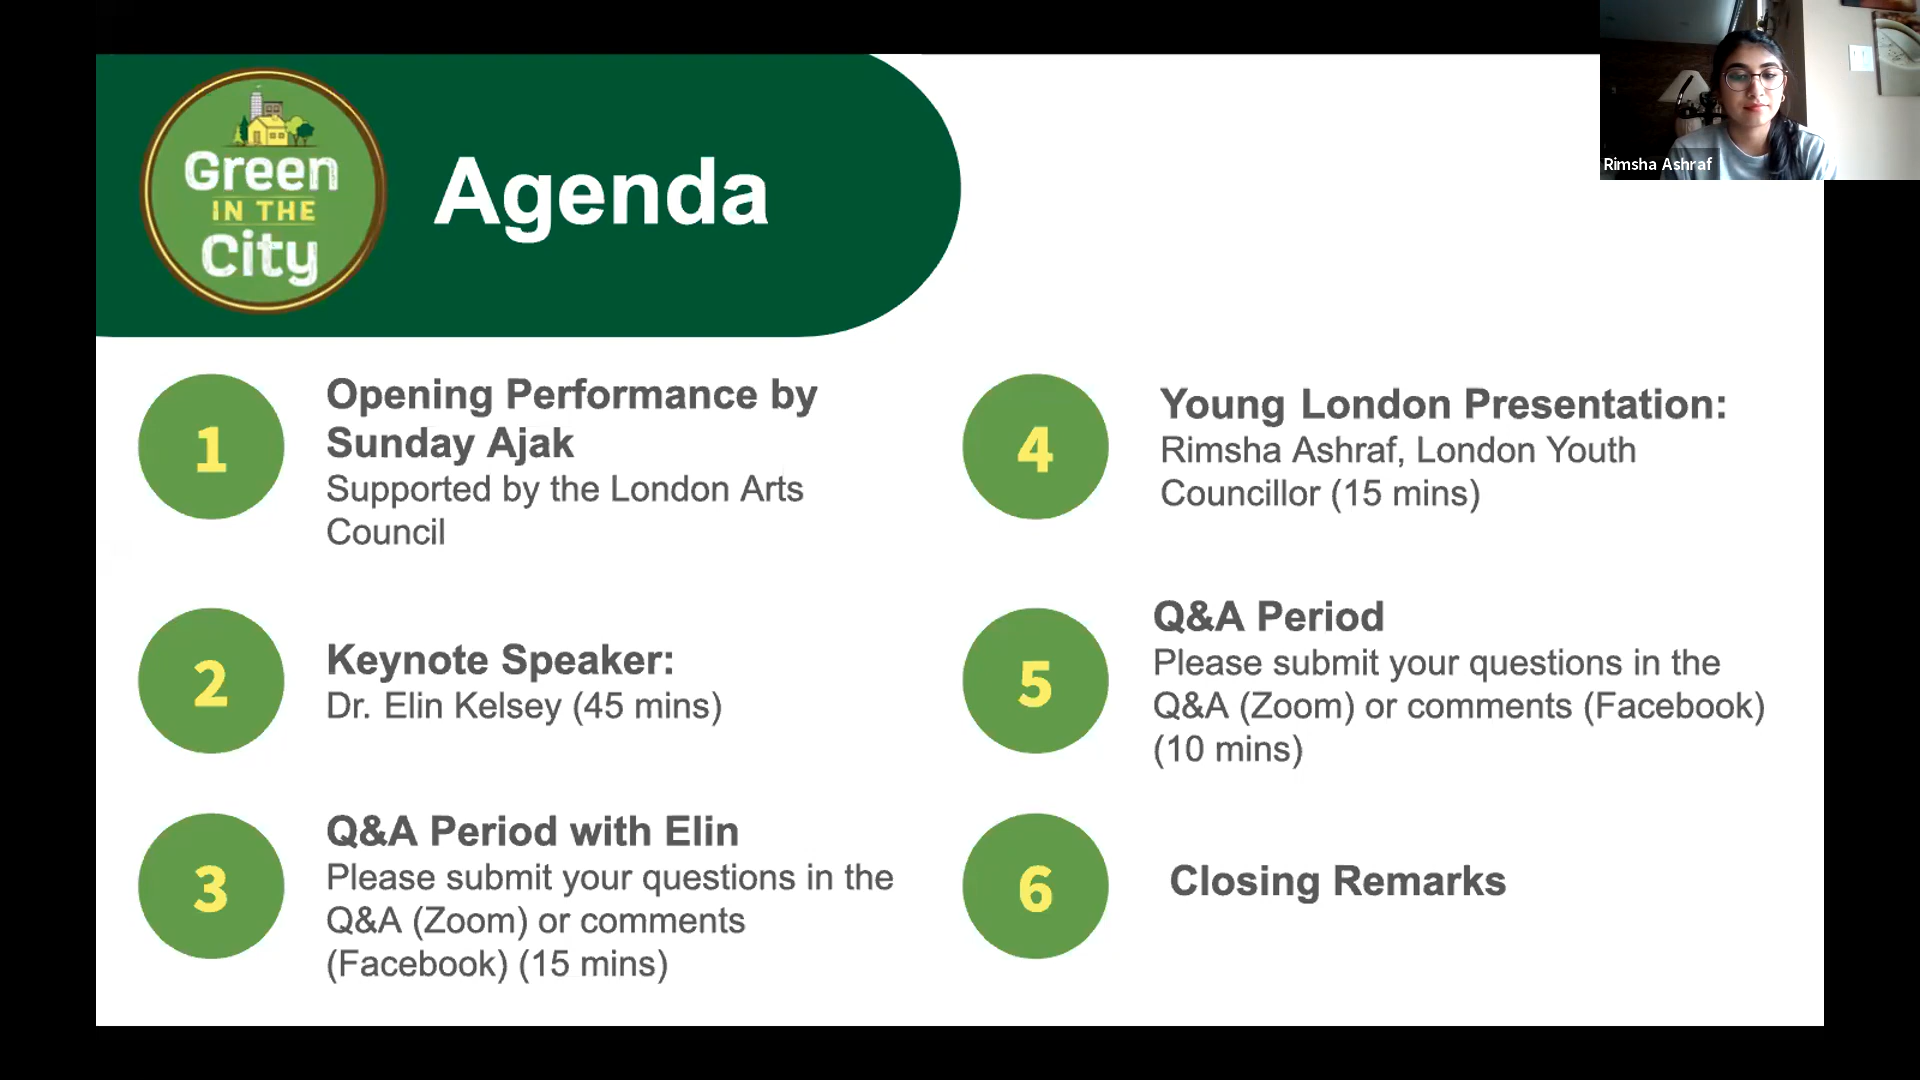 Green
IN THE
City
Agenda
Rimsha Ashraf
1
Opening Performance by
Sunday Ajak
Supported by the London Arts
Council
2
Keynote Speaker:
Dr. Elin Kelsey (45 mins)
3
Q&A Period with Elin
Please submit your questions in the
Q&A (Zoom) or comments
(Facebook) (15 mins)
4
Young London Presentation:
Rimsha Ashraf, London Youth
Councillor (15 mins)
5
Q&A Period
Please submit your questions in the
Q&A (Zoom) or comments (Facebook)
(10 mins)
6
Closing Remarks